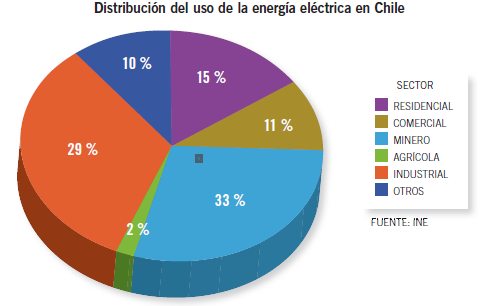 Distribución del uso de la energía eléctrica en Chile
10 %
15 %
11 %
29 %
33 %
2 %
SECTOR
RESIDENCIAL
COMERCIAL
MINERO
AGRÍCOLA
INDUSTRIAL
OTROS
FUENTE: INE